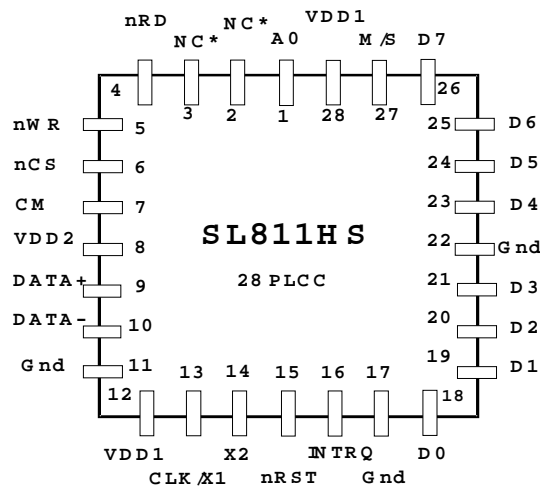 nRD
NC*
NC*
A0
VDD1
M/S
D7
4
3
2
1
28
27
26
nWR 5
25 D6
nCS 6
24 D5
CM 7
23 D4
VDD2 8
SL811HS
22 Gnd
DATA+ 9
28 PLCC
21 D3
DATA- 10
20 D2
Gnd 11
19 D1
12
13
14
15
16
17
18
VDD1
CLK/X1
X2
nRST
INTRQ
Gnd
D0